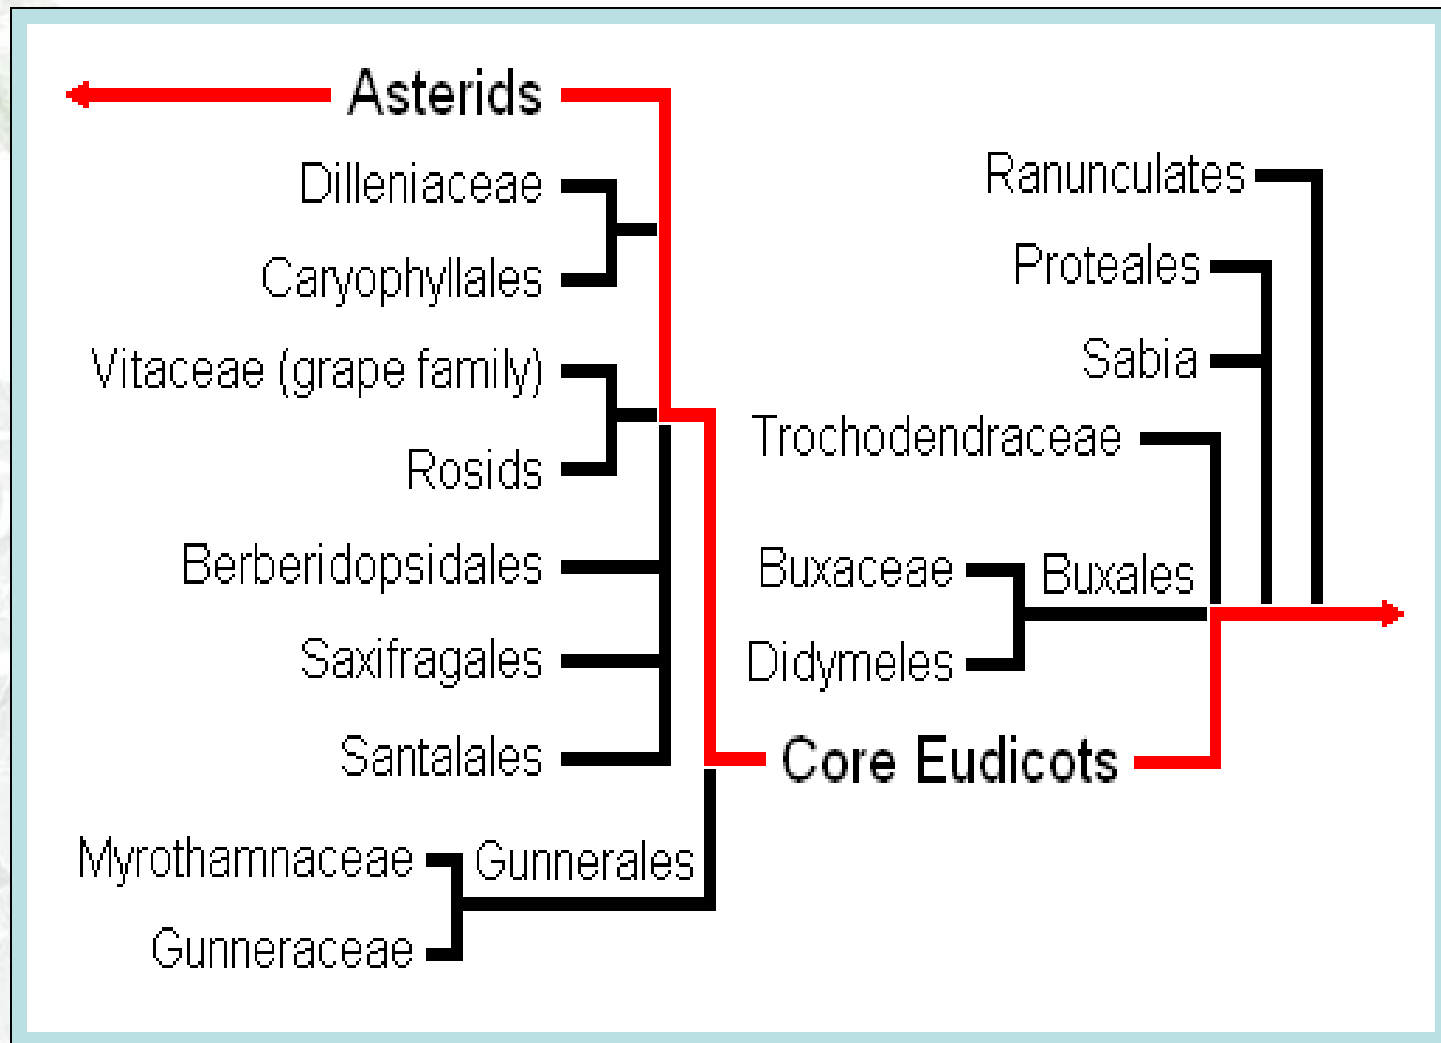 Asterids
Dilleniaceae
Caryophyllales
Vitaceae (grape family)
Rosids
Berberidopsidales
Saxifragales
Santalales
Myrothamnaceae
Gunnerales
Gunneraceae
Ranunculates
Proteales
Sabia
Trochodendraceae
Buxaceae
Buxales
Didymeles
Core Eudicots